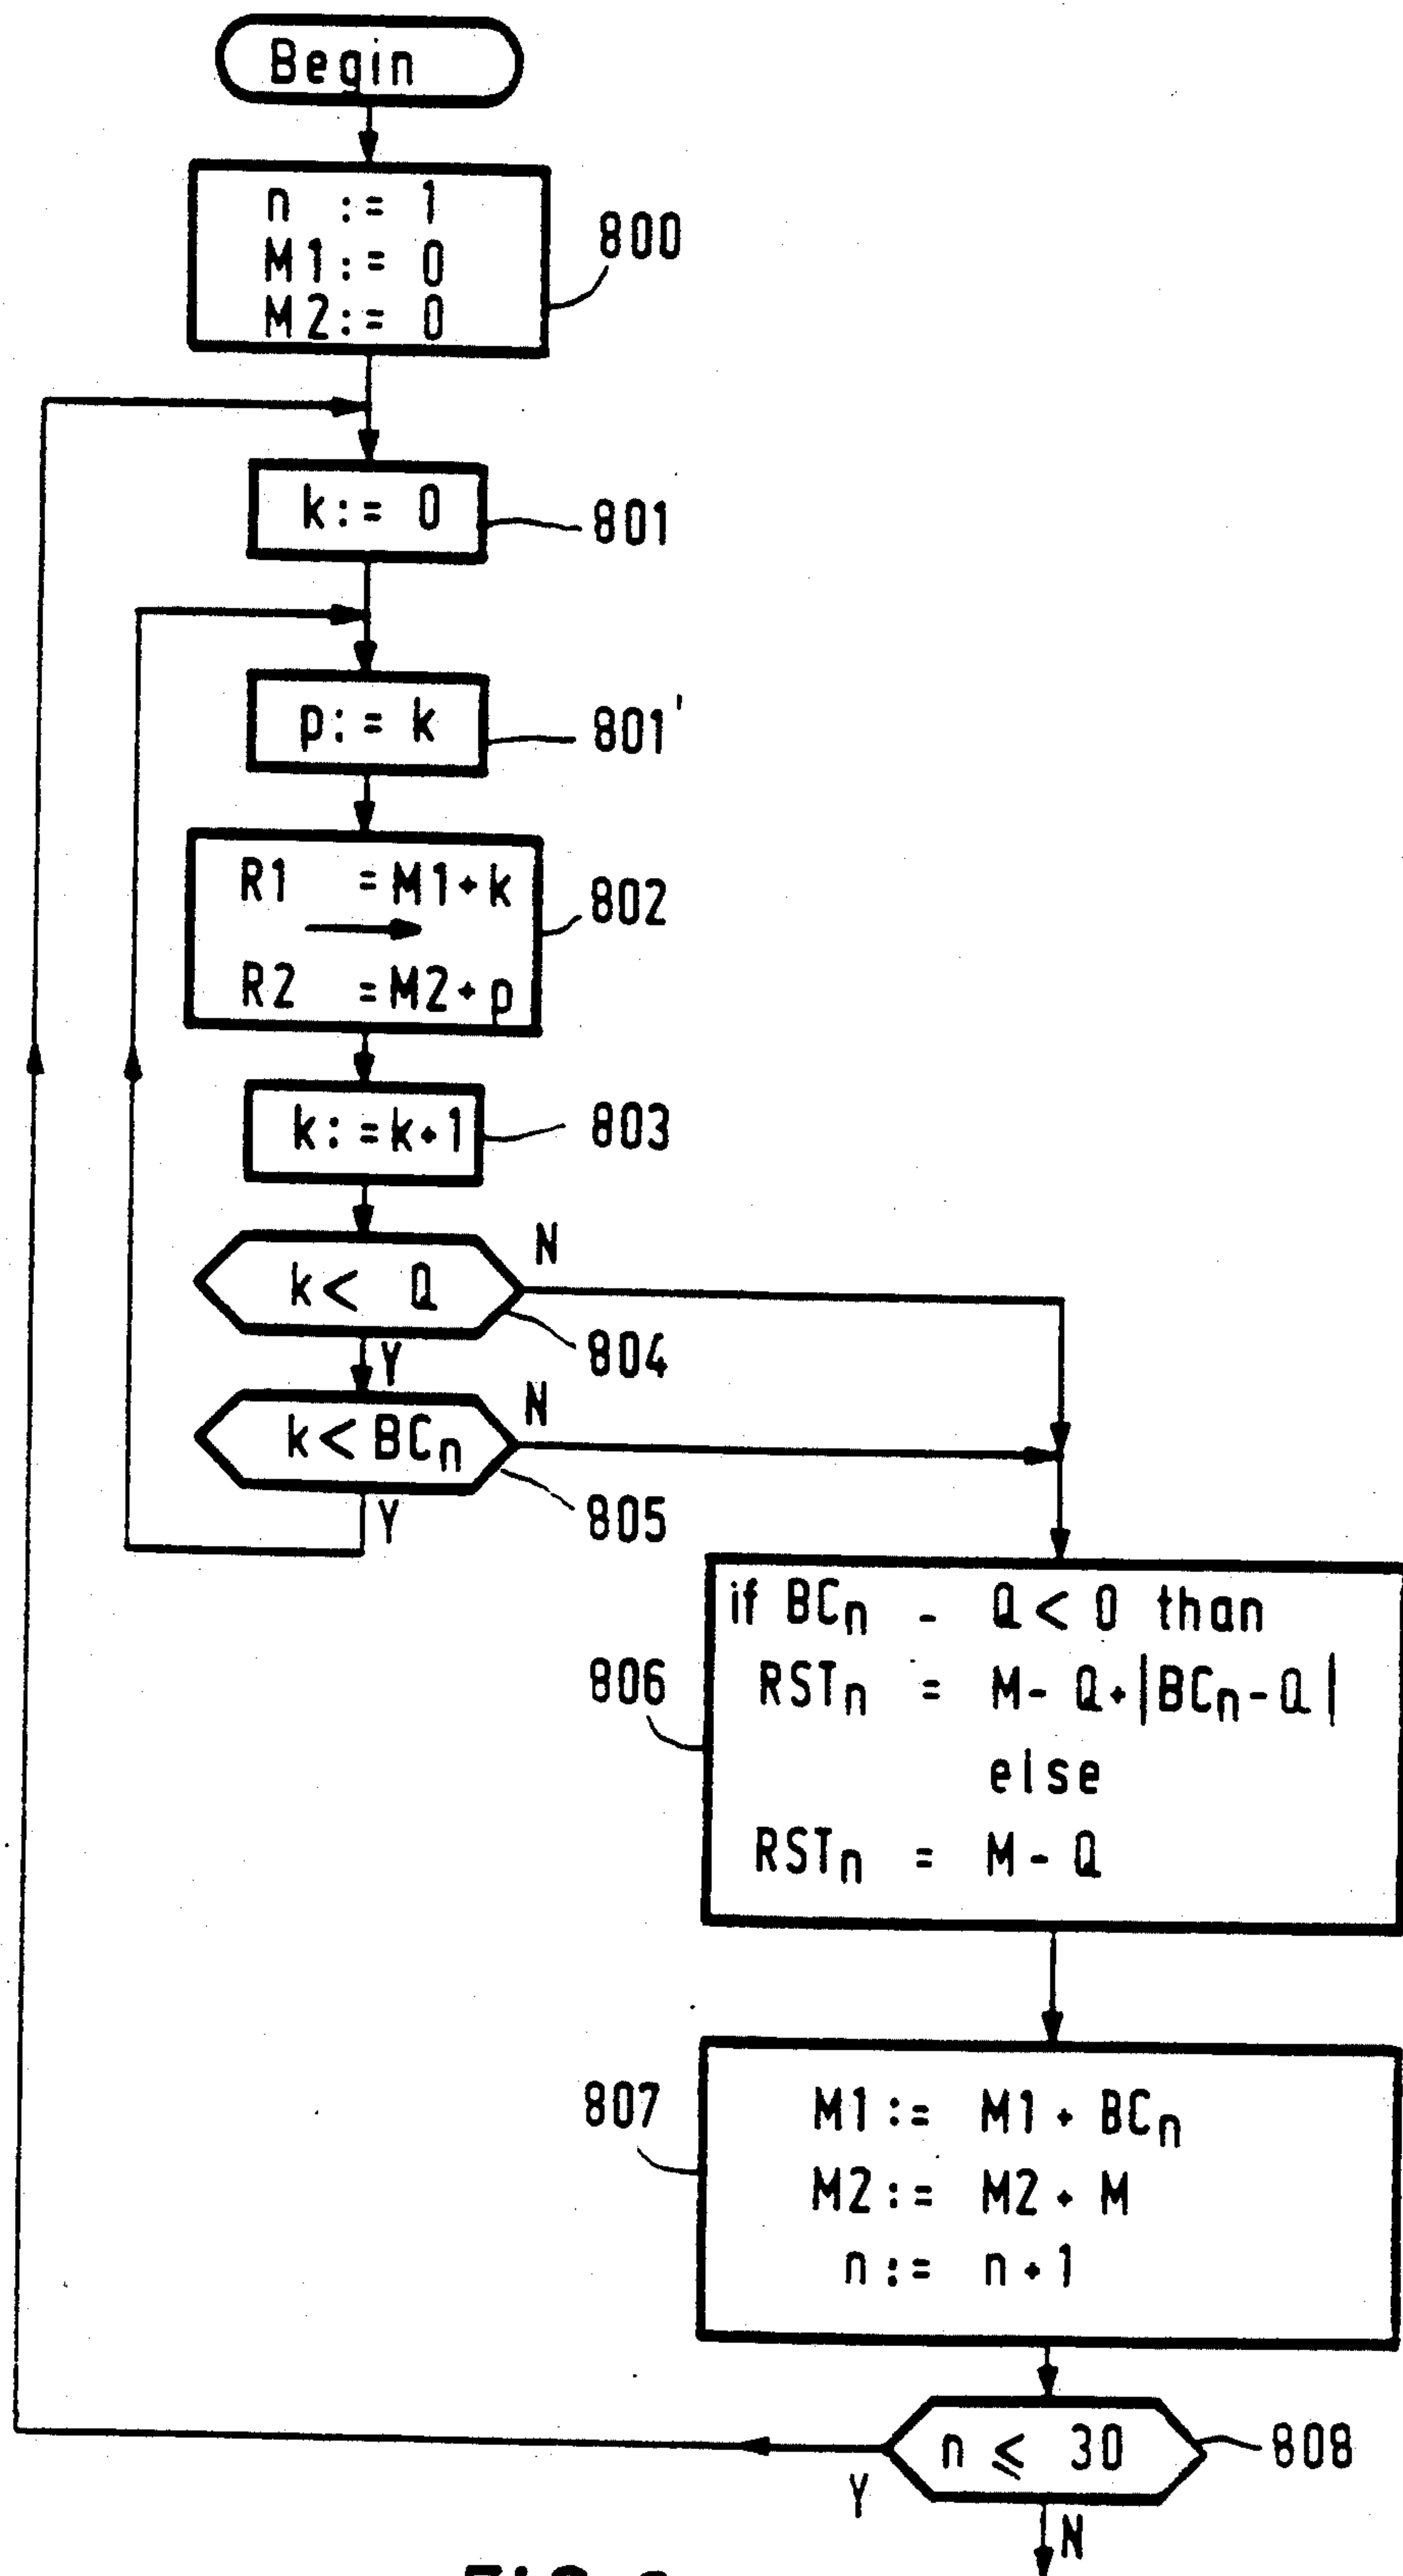 Begin
n := 1
M1:= 0
M2:= 0
800
k:= 0
801
p:= k
801'
R1 =M1+k
802
R2 =M2+p
k:=k+1
803
k< Q
N
804
Y
k<BCn
N
805
Y
if BCn - Q<0 than
RSTn = M- Q+|BCn-Q|
806
else
RSTn = M-Q
807
M1:= M1+BCn
M2:= M2+M
n:= n+1
n ≤ 30
808
Y
N